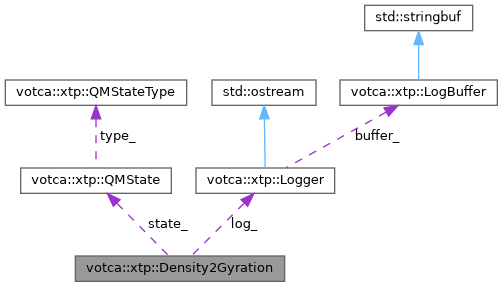 std::stringbuf
votca::xtp::QMStateType
std::ostream
votca::xtp::LogBuffer
type_
buffer_
votca::xtp::QMState
votca::xtp::Logger
state_
log_
votca::xtp::Density2Gyration